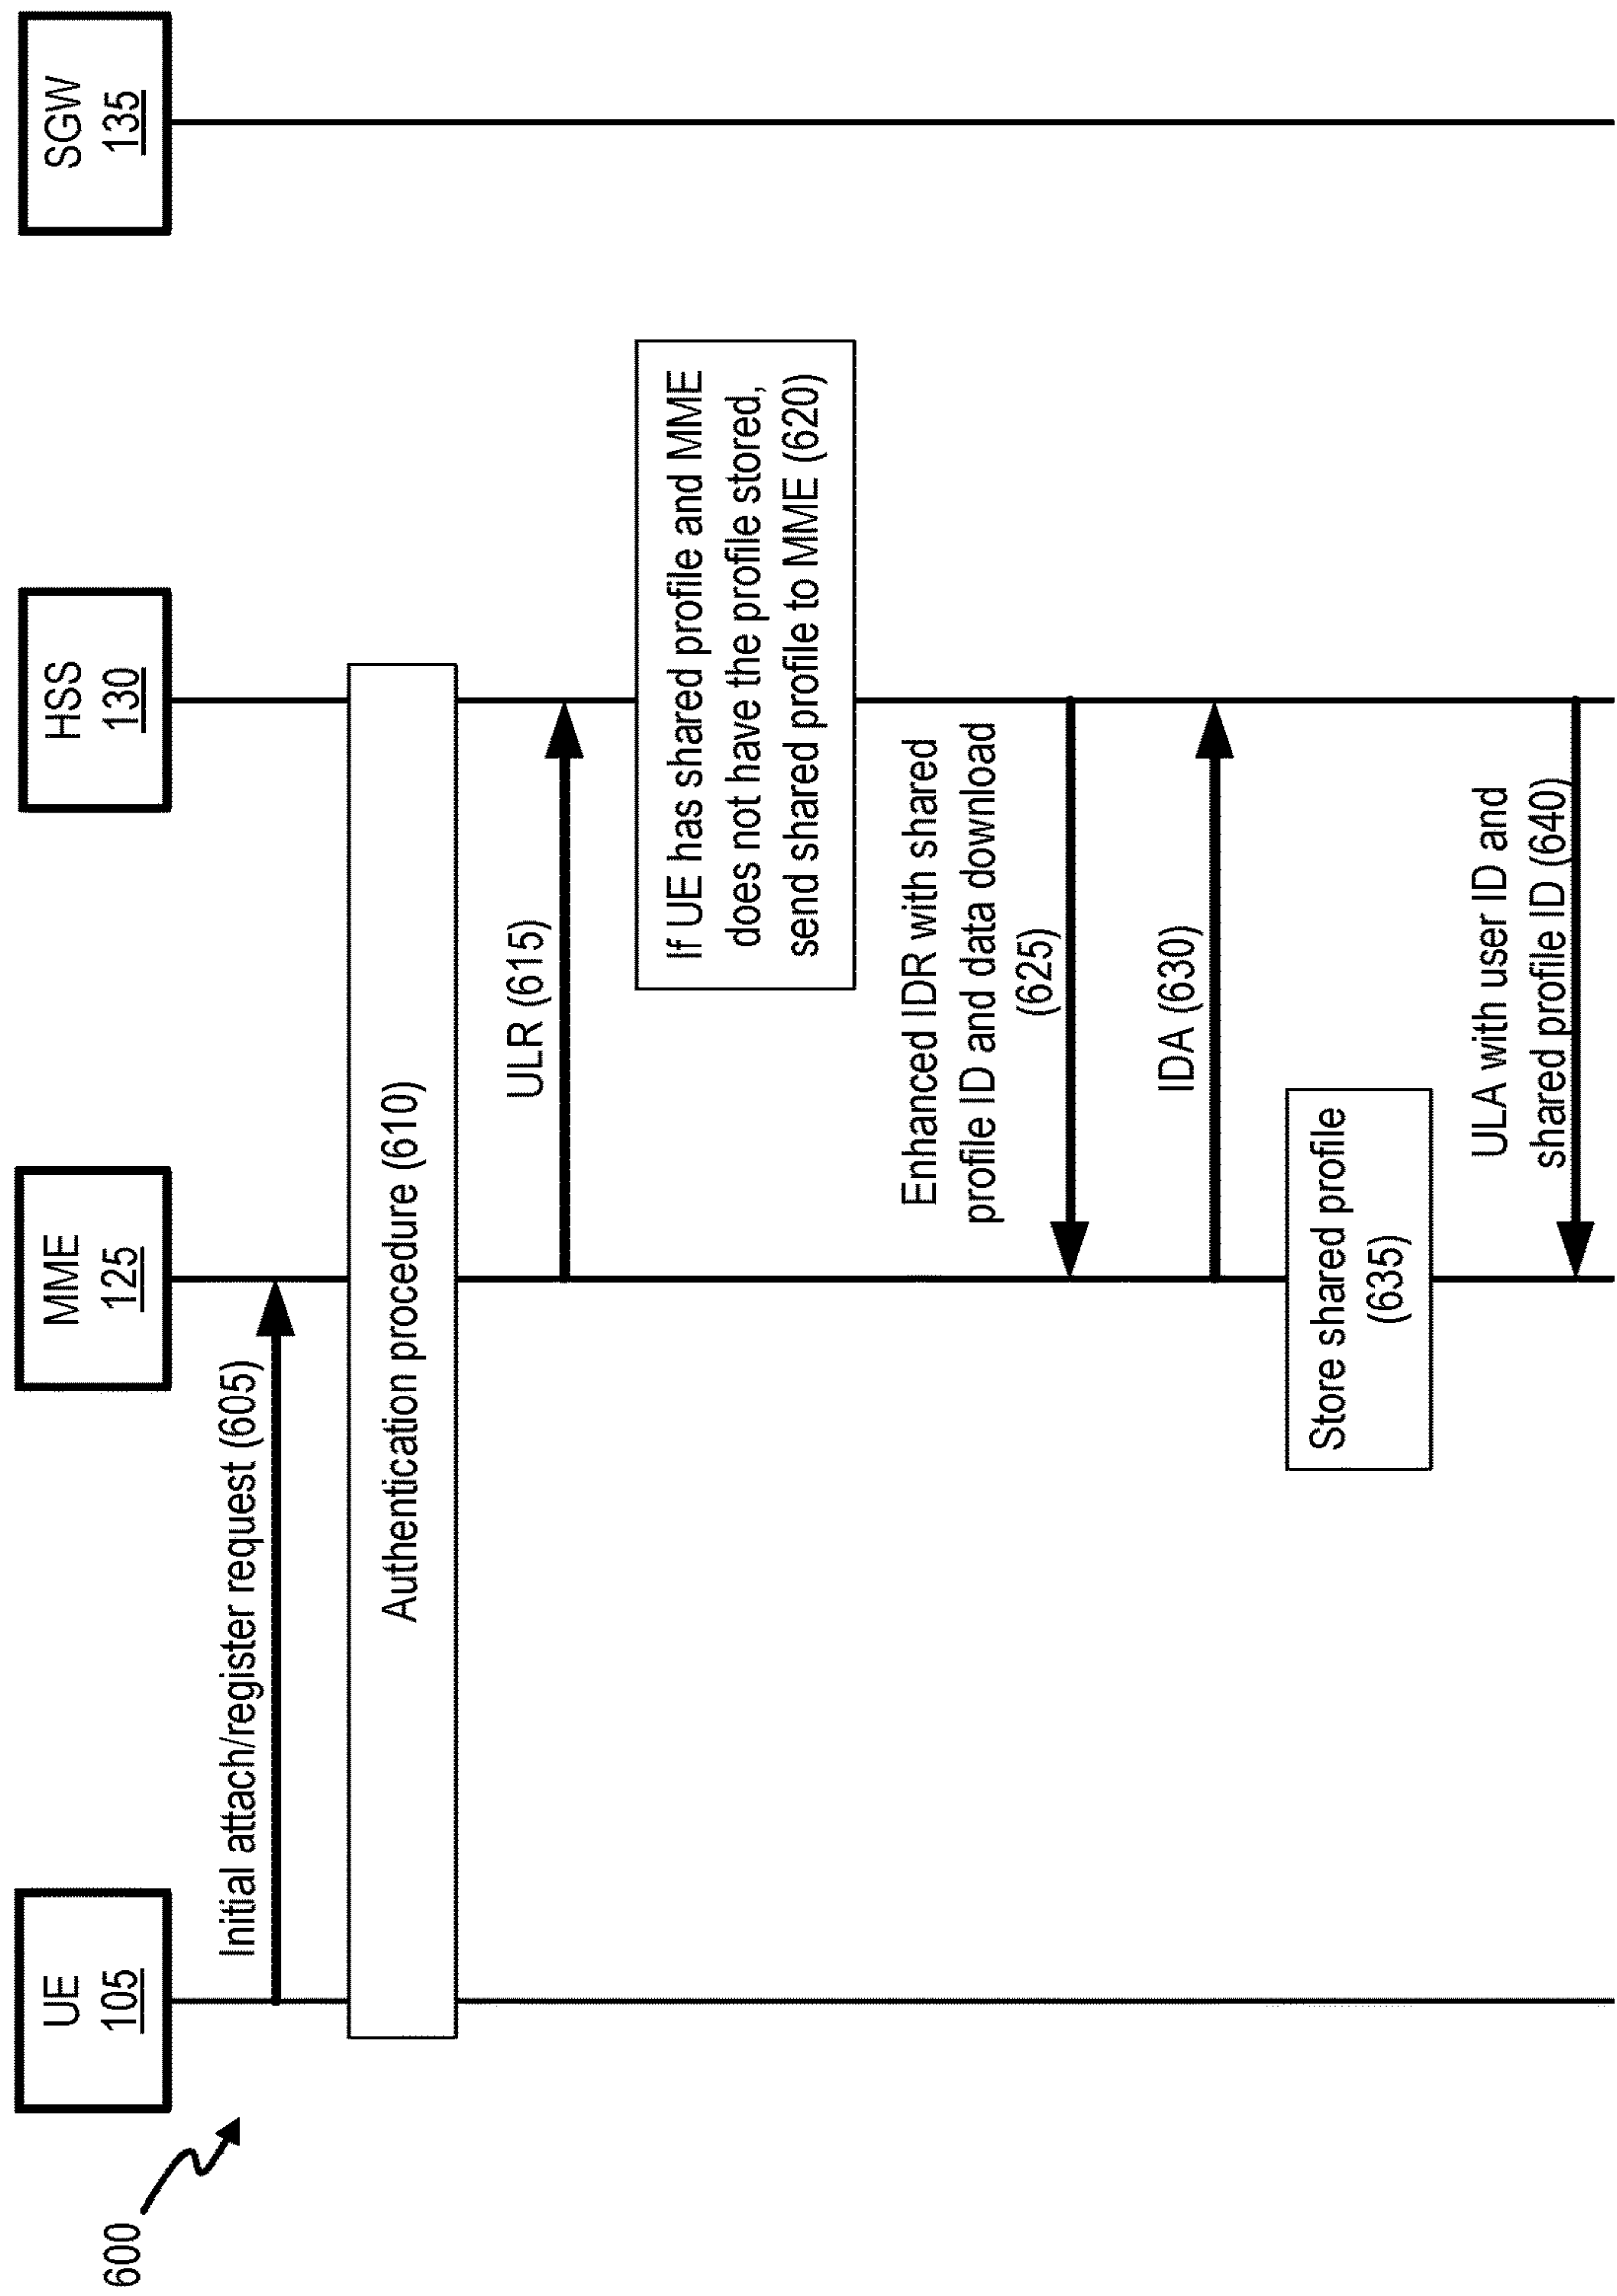 600
UE
105
MME
125
HSS
130
SGW
135
Initial attach/register request (605)
Authentication procedure (610)
ULR (615)
If UE has shared profile and MME
does not have the profile stored,
send shared profile to MME (620)
Enhanced IDR with shared
profile ID and data download
(625)
IDA (630)
Store shared profile
(635)
ULA with user ID and
shared profile ID (640)